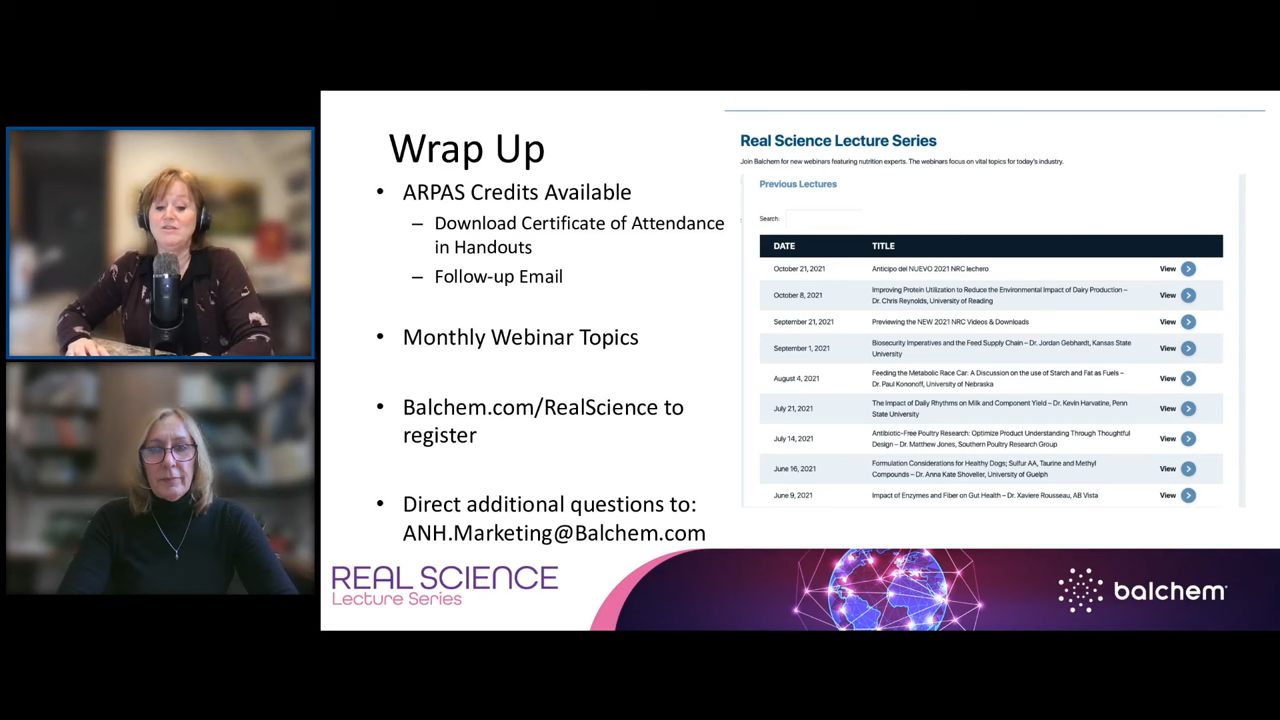 Wrap Up
• ARPAS Credits Available
– Download Certificate of Attendance
in Handouts
– Follow-up Email
• Monthly Webinar Topics
• Balchem.com/RealScience to
register
• Direct additional questions to:
ANH.Marketing@Balchem.com
Real Science Lecture Series
Join Balchem for new webinars featuring nutrition experts. The webinars focus on vital topics for today's industry.
Previous Lectures
Search:
DATE TITLE
October 21, 2021 Anticipo del NUEVO 2021 NRC lechero View
October 8, 2021 Improving Protein Utilization to Reduce the Environmental Impact of Dairy Production –
Dr. Chris Reynolds, University of Reading View
September 21, 2021 Previewing the NEW 2021 NRC Videos & Downloads View
September 1, 2021 Biosecurity Imperatives and the Feed Supply Chain – Dr. Jordan Gebhardt, Kansas State
University View
August 4, 2021 Feeding the Metabolic Race Car: A Discussion on the use of Starch and Fat as Fuels –
Dr. Paul Kononoff, University of Nebraska View
July 21, 2021 The Impact of Daily Rhythms on Milk and Component Yield – Dr. Kevin Harvatine, Penn
State University View
July 14, 2021 Antibiotic-Free Poultry Research: Optimize Product Understanding Through Thoughtful
Design – Dr. Matthew Jones, Southern Poultry Research Group View
June 16, 2021 Formulation Considerations for Healthy Dogs; Sulfur AA, Taurine and Methyl
Compounds – Dr. Anna Kate Shoveller, University of Guelph View
June 9, 2021 Impact of Enzymes and Fiber on Gut Health – Dr. Xaviere Rousseau, AB Vista View
REAL SCIENCE
Lecture Series
balchem